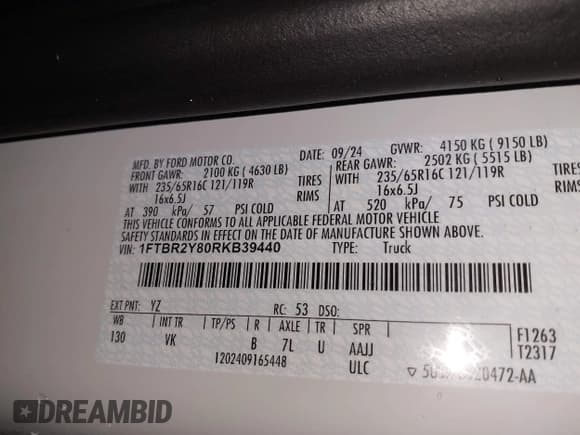 MFD. BY FORD MOTOR CO.
DATE: 09/24 GVWR: 4150 KG ( 9150 LB)
FRONT GAWR: 2100 KG ( 4630 LB) REAR GAWR: 2502 KG ( 5515 LB)
WITH 235/65R16C 121/119R TIRES WITH 235/65R16C 121/119R TIRES
16x6.5J RIMS 16x6.5J RIMS
AT 390 kPa/ 57 PSI COLD AT 520 kPa/ 75 PSI COLD
THIS VEHICLE CONFORMS TO ALL APPLICABLE FEDERAL MOTOR VEHICLE
SAFETY STANDARDS IN EFFECT ON THE DATE OF MANUFACTURE SHOWN ABOVE.
VIN: 1FTBR2Y80RKB39440 TYPE: Truck
EXT PNT: YZ RC: 53 DSO:
WB INT TR TP/PS R AXLE TR SPR
130 VK B 7L U AAJJ
1202409165448 ULC
F1263
T2317
DREAMBID